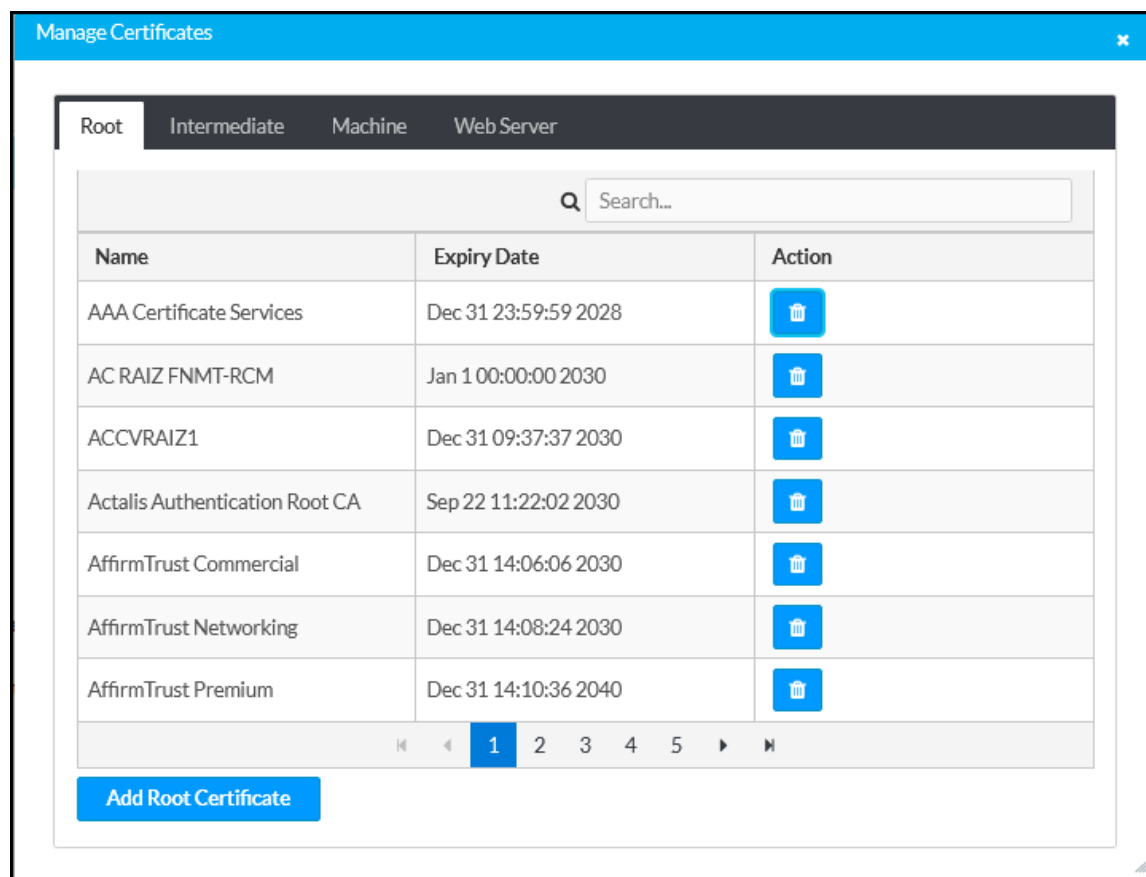 Manage Certificates
Root Intermediate Machine Web Server
Search...
Name Expiry Date Action
AAA Certificate Services Dec 31 23:59:59 2028
AC RAIZ FNMT-RCM Jan 1 00:00:00 2030
ACCVRAIZ1 Dec 31 09:37:37 2030
Actalis Authentication Root CA Sep 22 11:22:02 2030
AffirmTrust Commercial Dec 31 14:06:06 2030
AffirmTrust Networking Dec 31 14:08:24 2030
AffirmTrust Premium Dec 31 14:10:36 2040
1 2 3 4 5
Add Root Certificate